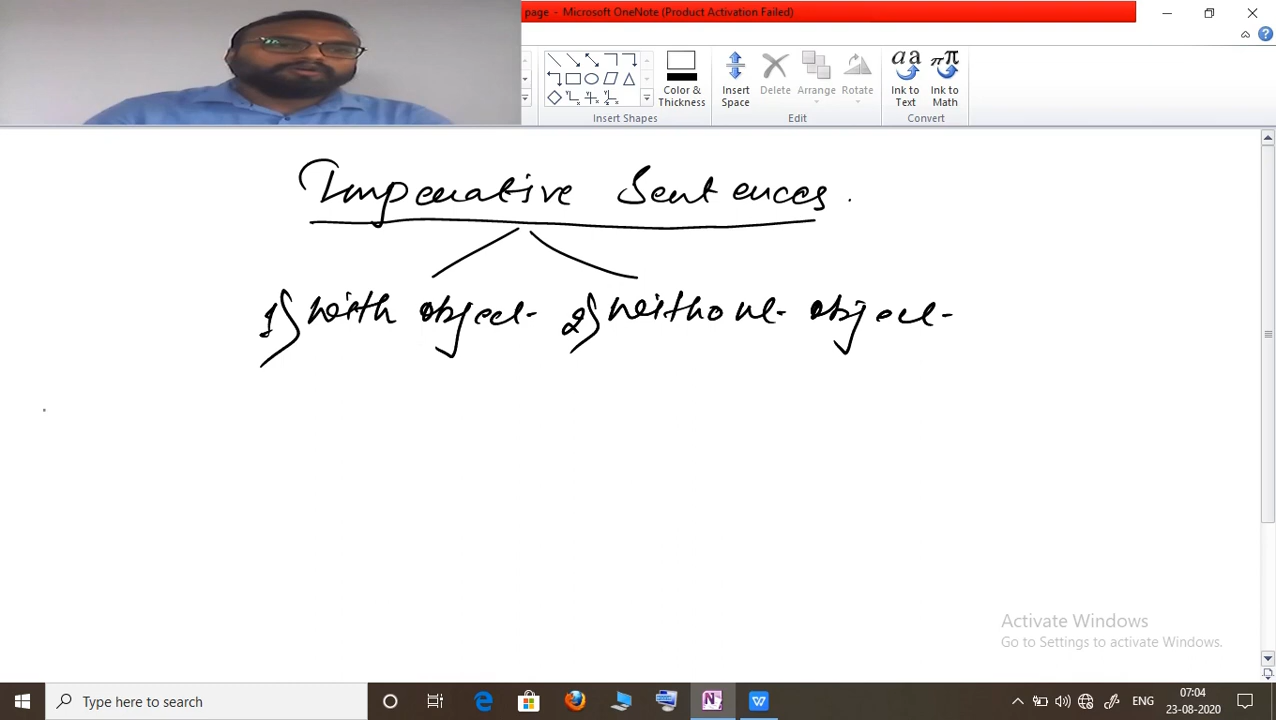 page - Microsoft OneNote (Product Activation Failed)
Color & Thickness
Insert Space
Delete
Arrange
Rotate
Ink to Text
Ink to Math
Insert Shapes
Edit
Convert
Imperative Sentences.
1) with object 2) without object
Activate Windows
Go to Settings to activate Windows.
Type here to search
ENG
07:04
23-08-2020